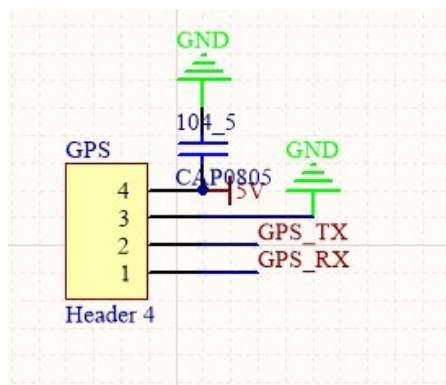 GND
104_5
GPS
GND
CAP0805
4
5V
3
GPS_TX
2
GPS_RX
1
Header 4